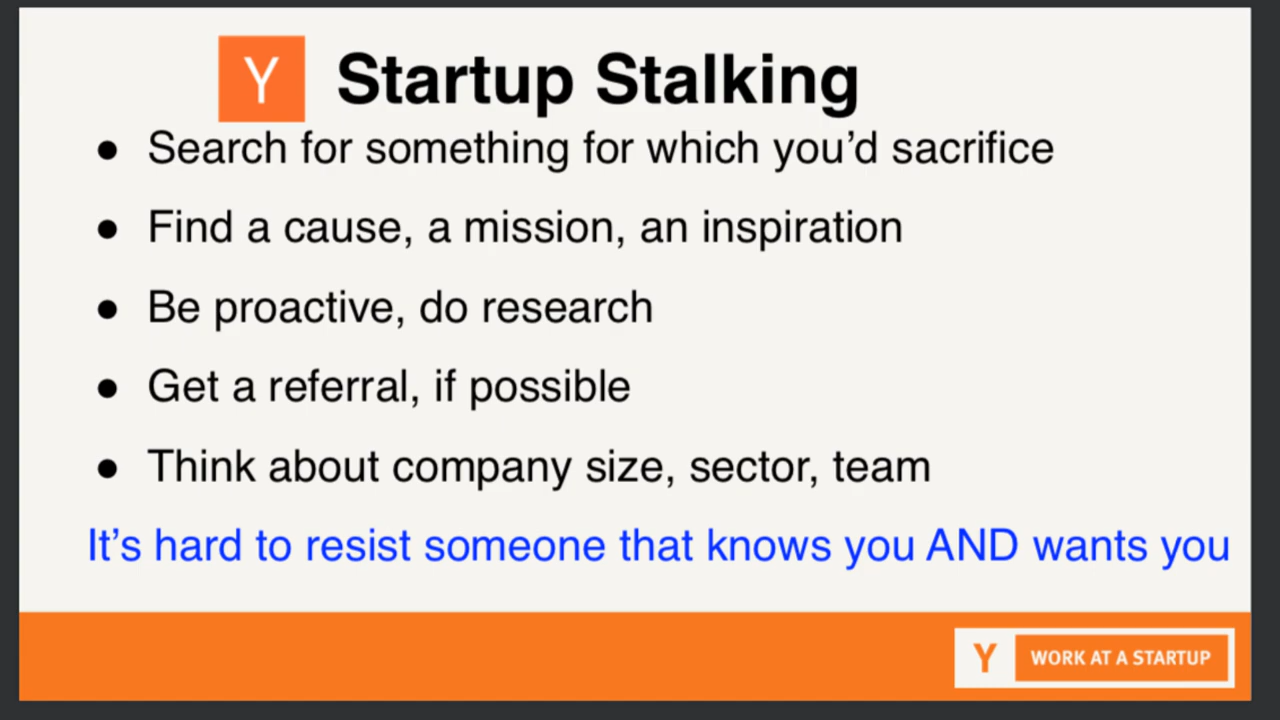 Y Startup Stalking
● Search for something for which you’d sacrifice
● Find a cause, a mission, an inspiration
● Be proactive, do research
● Get a referral, if possible
● Think about company size, sector, team
It’s hard to resist someone that knows you AND wants you
Y WORK AT A STARTUP